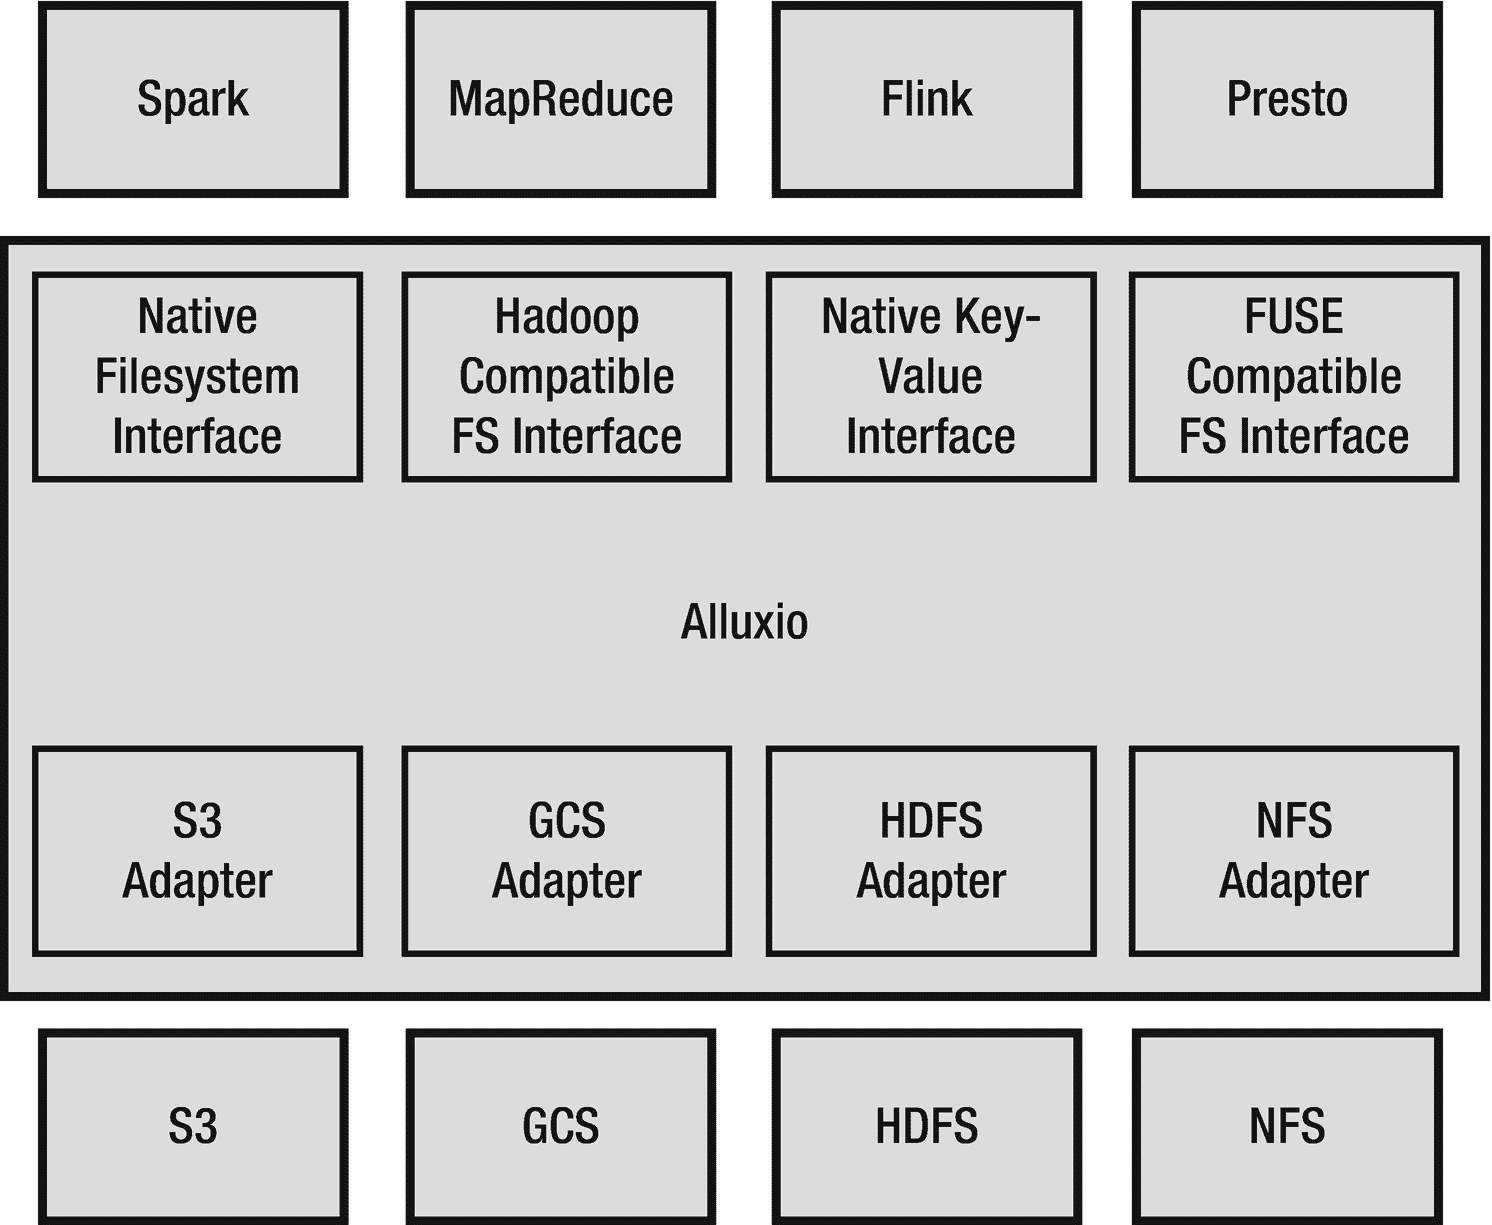 Spark
MapReduce
Flink
Presto
Native
Filesystem
Interface
Hadoop
Compatible
FS Interface
Native Key-
Value
Interface
FUSE
Compatible
FS Interface
Alluxio
S3
Adapter
GCS
Adapter
HDFS
Adapter
NFS
Adapter
S3
GCS
HDFS
NFS